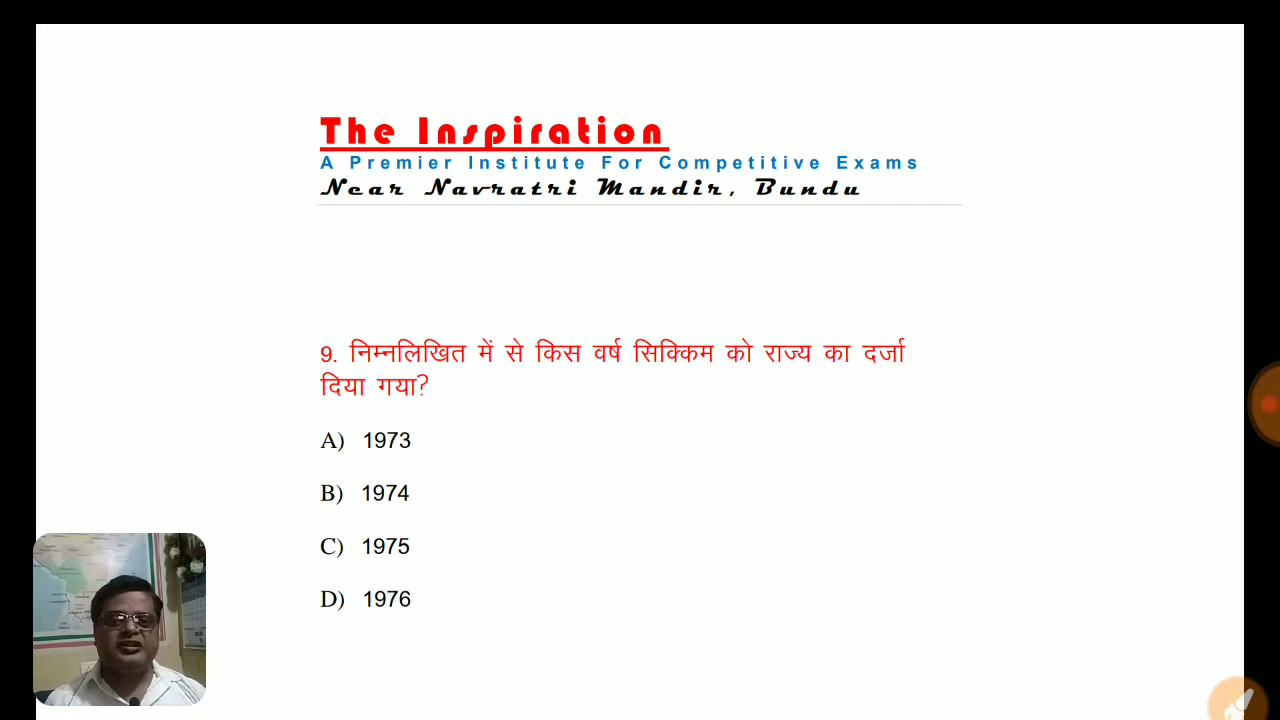 The Inspiration
A Premier Institute For Competitive Exams
Near Navratri Mandir, Bundu
9. निम्नलिखित में से किस वर्ष सिक्किम को राज्य का दर्जा
दिया गया?
A) 1973
B) 1974
C) 1975
D) 1976